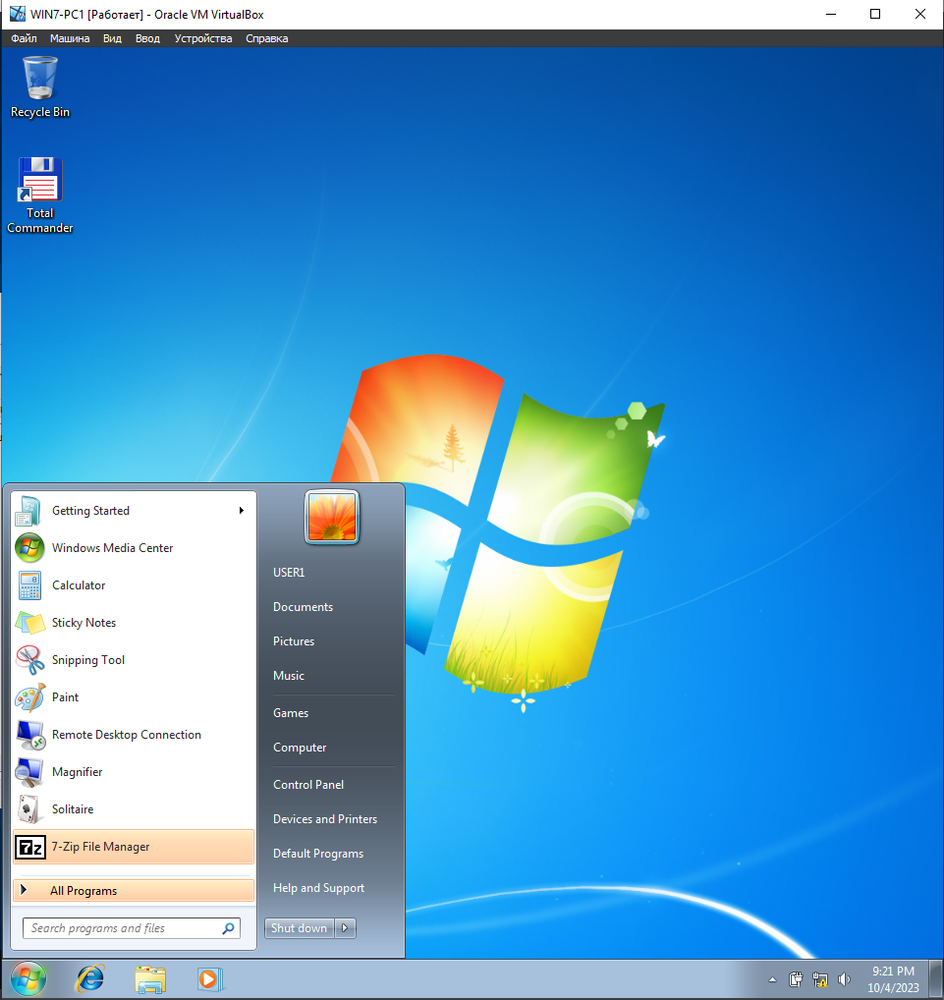 WIN7-PC1 [Работает] - Oracle VM VirtualBox
Файл Машина Вид Ввод Устройства Справка
Recycle Bin
Total
Commander
Getting Started
Windows Media Center
Calculator
Sticky Notes
Snipping Tool
Paint
Remote Desktop Connection
Magnifier
Solitaire
7z
7-Zip File Manager
All Programs
Search programs and files
USER1
Documents
Pictures
Music
Games
Computer
Control Panel
Devices and Printers
Default Programs
Help and Support
Shut down
9:21 PM
10/4/2023